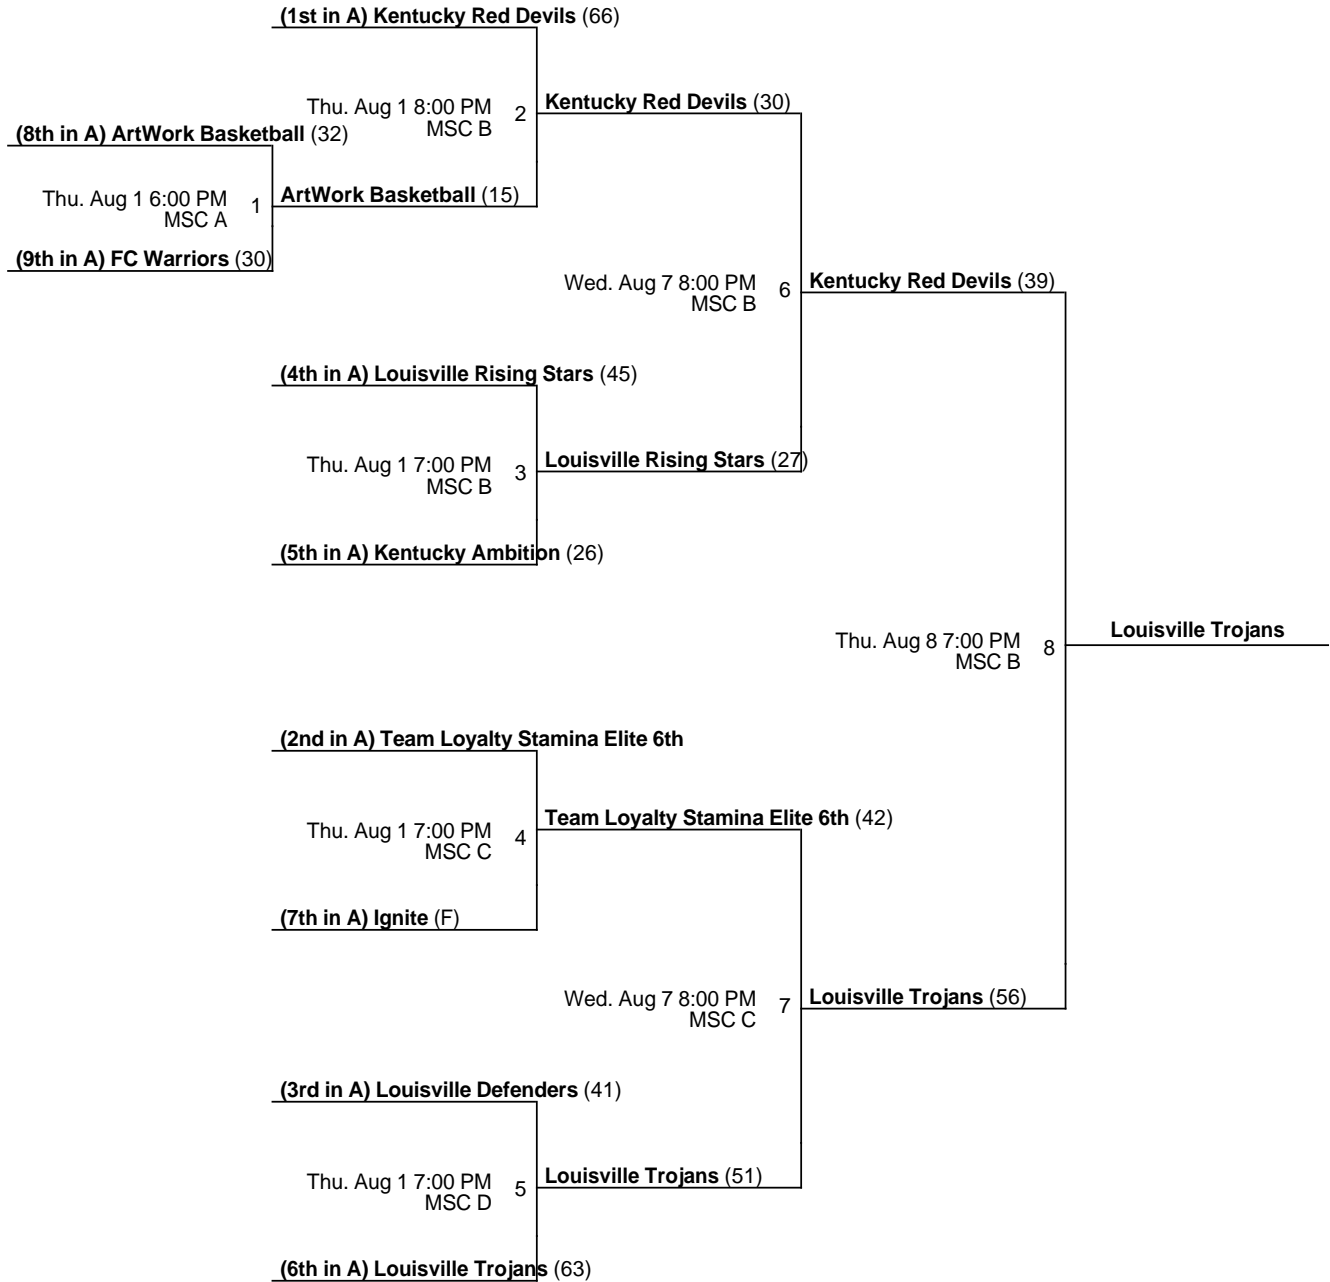 (1st in A) Kentucky Red Devils (66)
Thu. Aug 1 8:00 PM
MSC B
2
Kentucky Red Devils (30)
(8th in A) ArtWork Basketball (32)
Thu. Aug 1 6:00 PM
MSC A
1
ArtWork Basketball (15)
(9th in A) FC Warriors (30)
Wed. Aug 7 8:00 PM
MSC B
6
Kentucky Red Devils (39)
(4th in A) Louisville Rising Stars (45)
Thu. Aug 1 7:00 PM
MSC B
3
Louisville Rising Stars (27)
(5th in A) Kentucky Ambition (26)
Thu. Aug 8 7:00 PM
MSC B
8
Louisville Trojans
(2nd in A) Team Loyalty Stamina Elite 6th
Thu. Aug 1 7:00 PM
MSC C
4
Team Loyalty Stamina Elite 6th (42)
(7th in A) Ignite (F)
Wed. Aug 7 8:00 PM
MSC C
7
Louisville Trojans (56)
(3rd in A) Louisville Defenders (41)
Thu. Aug 1 7:00 PM
MSC D
5
Louisville Trojans (51)
(6th in A) Louisville Trojans (63)